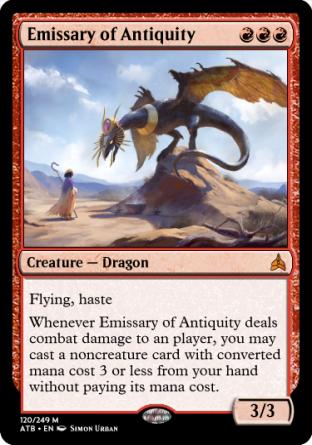 Emissary of Antiquity
Creature — Dragon
Flying, haste
Whenever Emissary of Antiquity deals
combat damage to an player, you may
cast a noncreature card with converted
mana cost 3 or less from your hand
without paying its mana cost.
3/3
120/249 M
ATB • EN Simon Urban